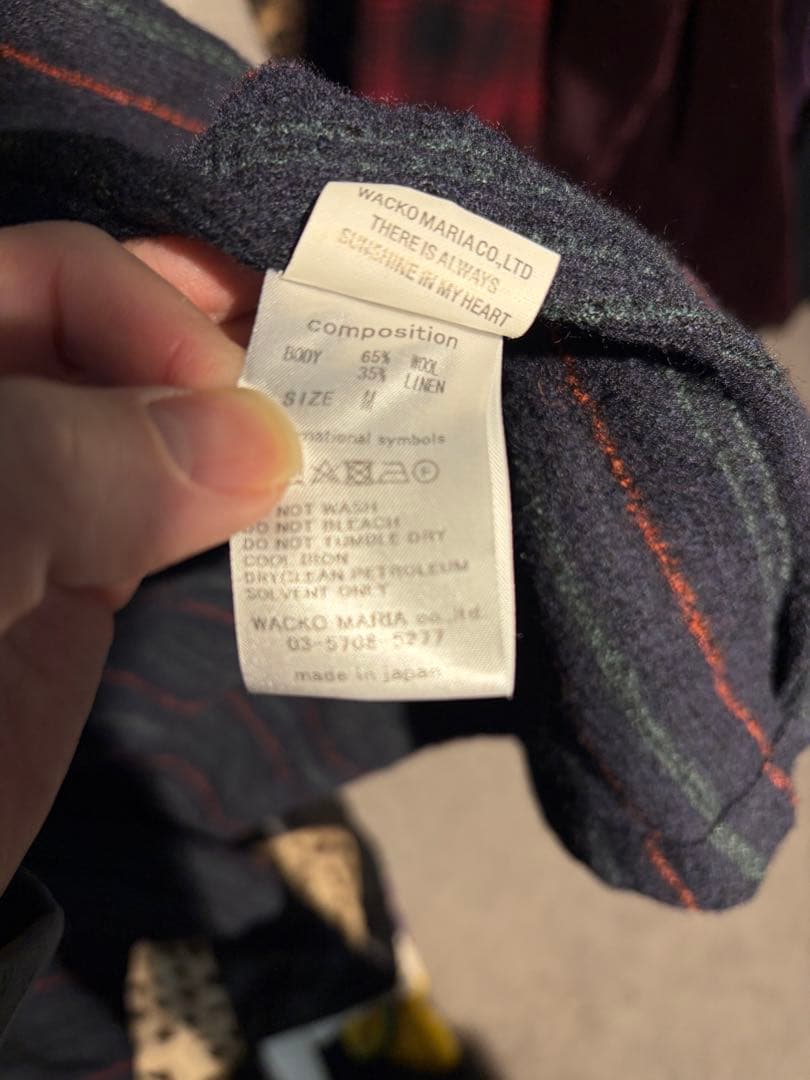 WACKO MARIA CO.,LTD
THERE IS ALWAYS
SUNSHINE IN MY HEART
composition
BODY 65% WOOL
35% LINEN
SIZE M
national symbols
NOT WASH
DO NOT BLEACH
DO NOT TUMBLE DRY
COOL IRON
DRYCLEAN PETROLEUM
SOLVENT ONLY
WACKO MARIA co.,ltd.
03-5708-5277
made in japan